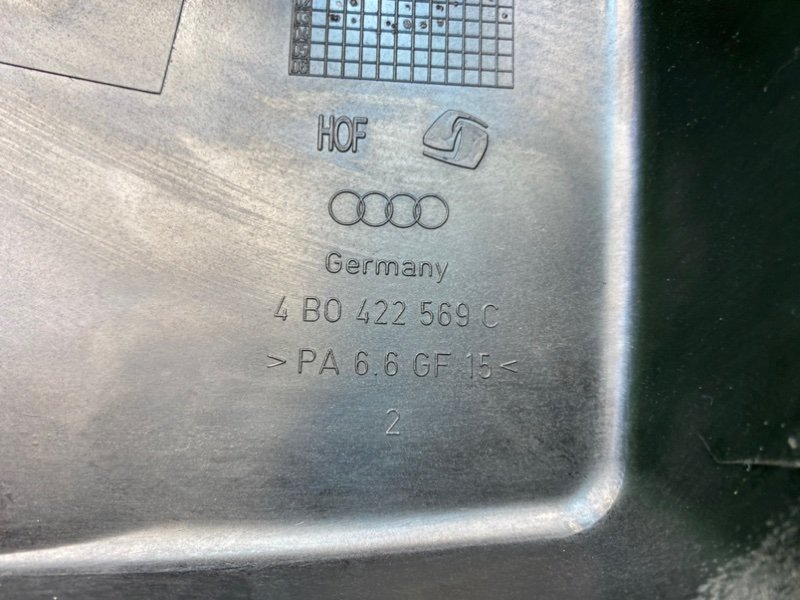 HOF
Germany
4 B0 422 569 C
> PA 6.6 GF 15 <
2